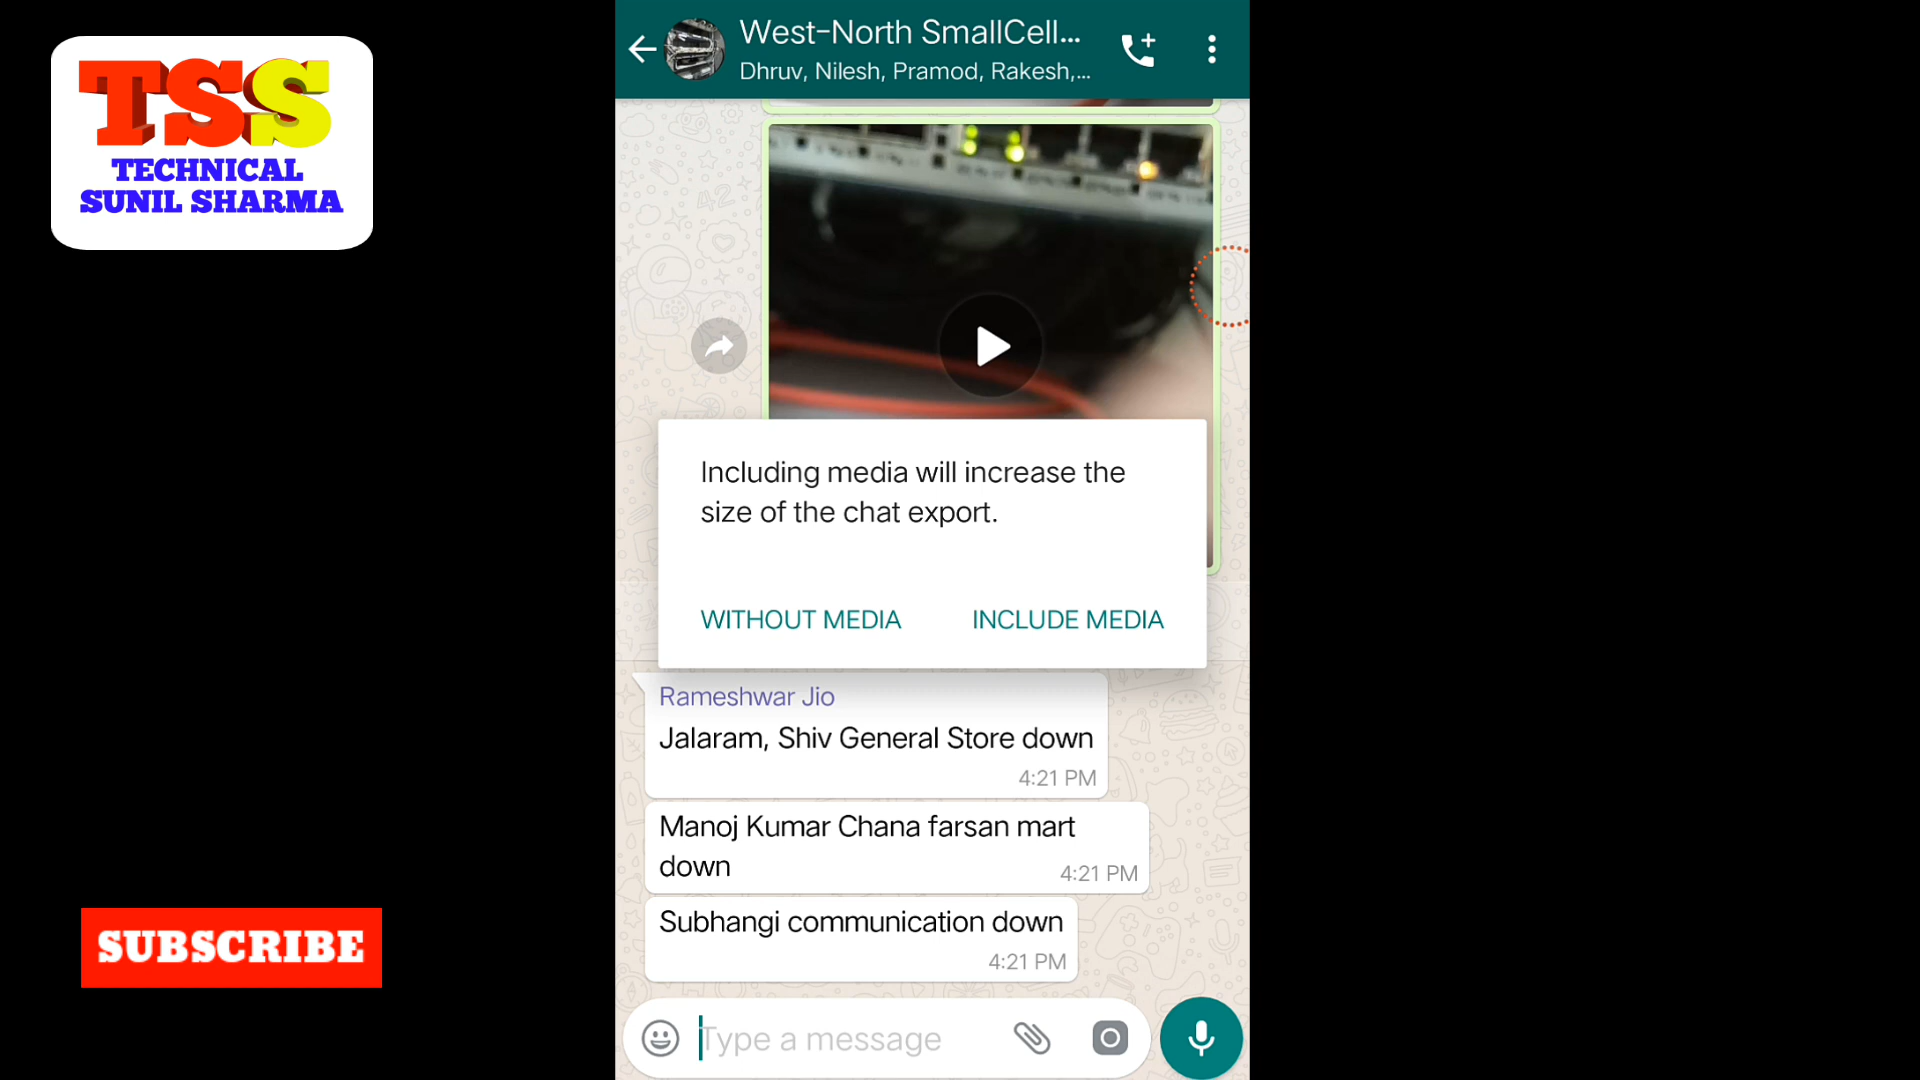 TSS
TECHNICAL
SUNIL SHARMA
West-North SmallCell...
Dhruv, Nilesh, Pramod, Rakesh,...
Including media will increase the
size of the chat export.
WITHOUT MEDIA INCLUDE MEDIA
Rameshwar Jio
Jalaram, Shiv General Store down
4:21 PM
Manoj Kumar Chana farsan mart
down
4:21 PM
Subhangi communication down
4:21 PM
Type a message
SUBSCRIBE